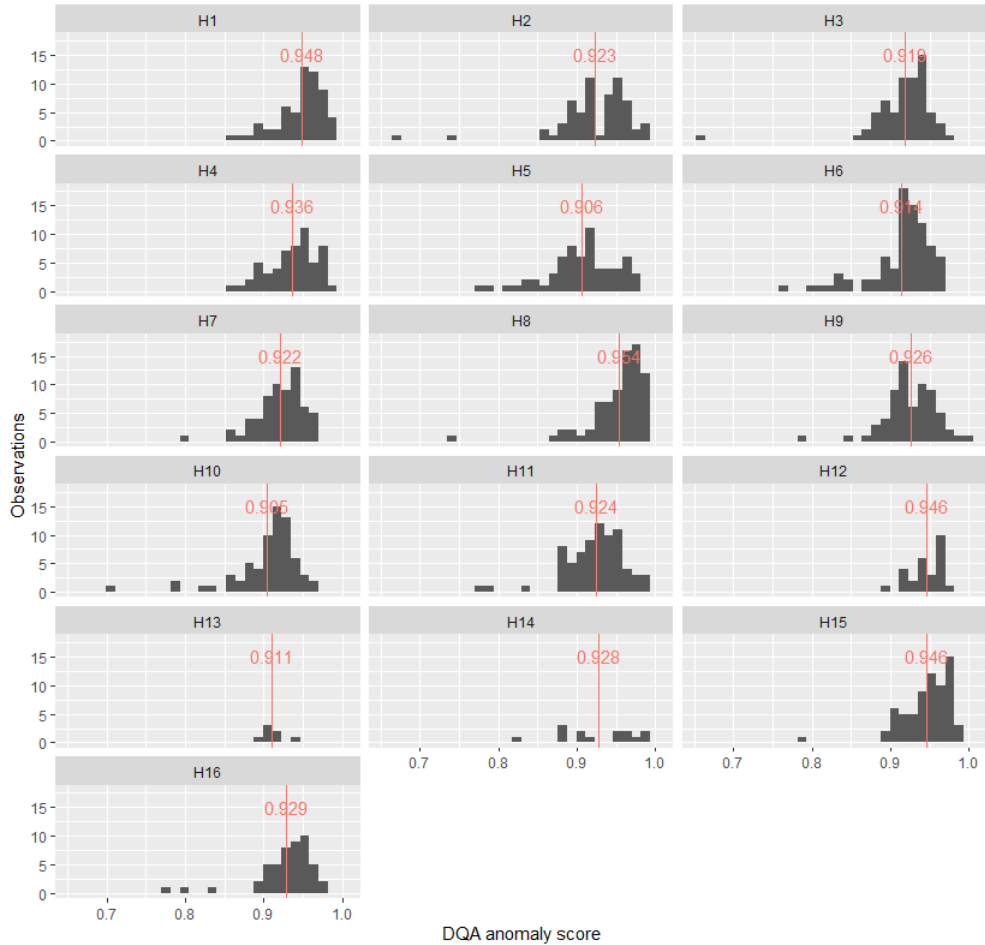 H1 H2 H3
15 0.948 0.923 0.919
10
5
0
H4 H5 H6
15 0.936 0.906 0.914
10
5
0
H7 H8 H9
15 0.922 0.954 0.926
10
5
0
Observations
H10 H11 H12
15 0.905 0.924 0.946
10
5
0
H13 H14 H15
15 0.911 0.928 0.946
10
5
0
0.7 0.8 0.9 1.0 0.7 0.8 0.9 1.0
H16
15 0.929
10
5
0
0.7 0.8 0.9 1.0
DQA anomaly score